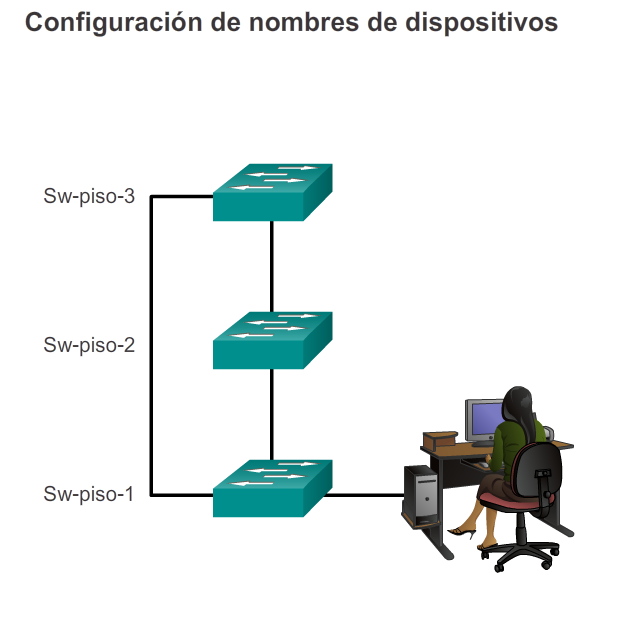 Configuración de nombres de dispositivos
Sw-piso-3
Sw-piso-2
Sw-piso-1